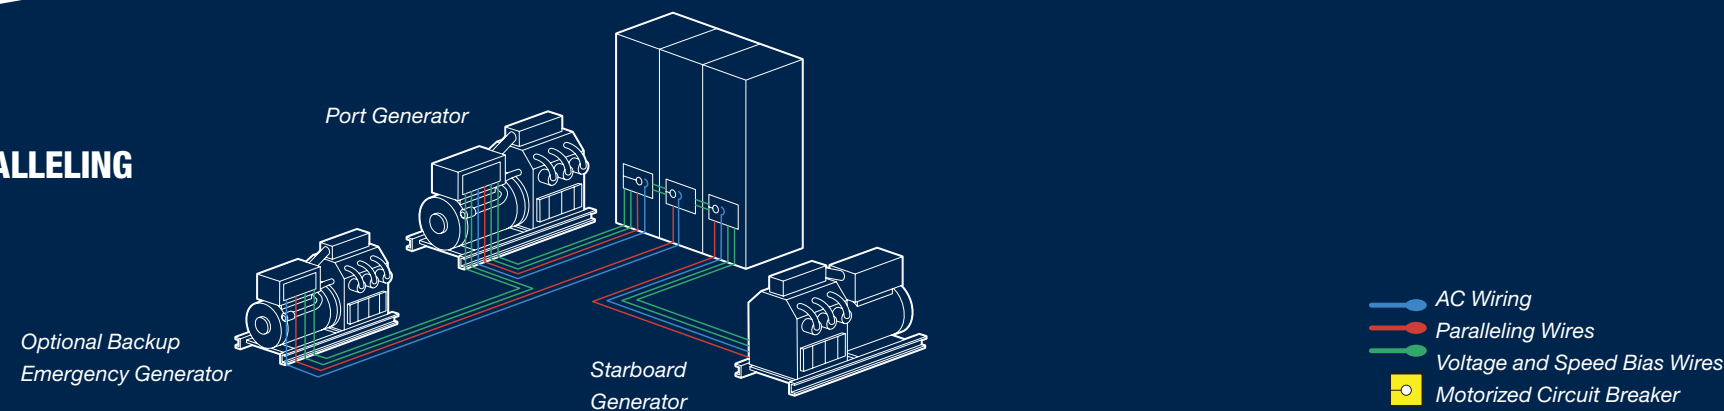 Port Generator
ALLELING
Optional Backup
Emergency Generator
Starboard
Generator
AC Wiring
Paralleling Wires
Voltage and Speed Bias Wires
Motorized Circuit Breaker